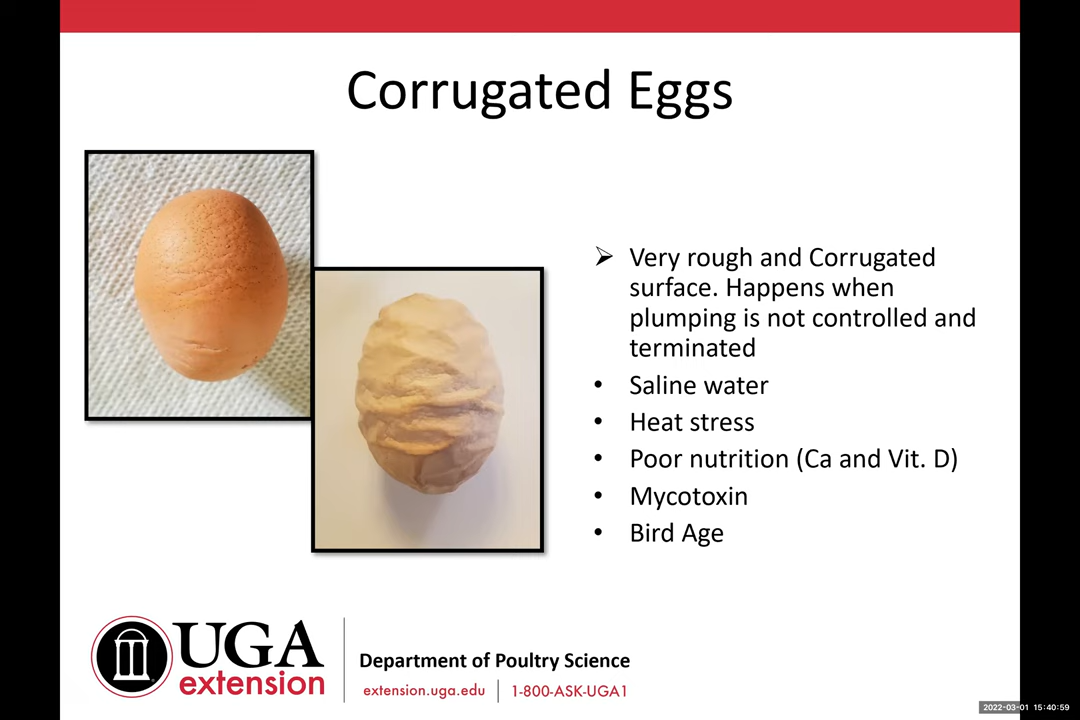 Corrugated Eggs
➢ Very rough and Corrugated
surface. Happens when
plumping is not controlled and
terminated
• Saline water
• Heat stress
• Poor nutrition (Ca and Vit. D)
• Mycotoxin
• Bird Age
UGA
extension
Department of Poultry Science
extension.uga.edu | 1-800-ASK-UGA1
2022-03-01 15:40:59